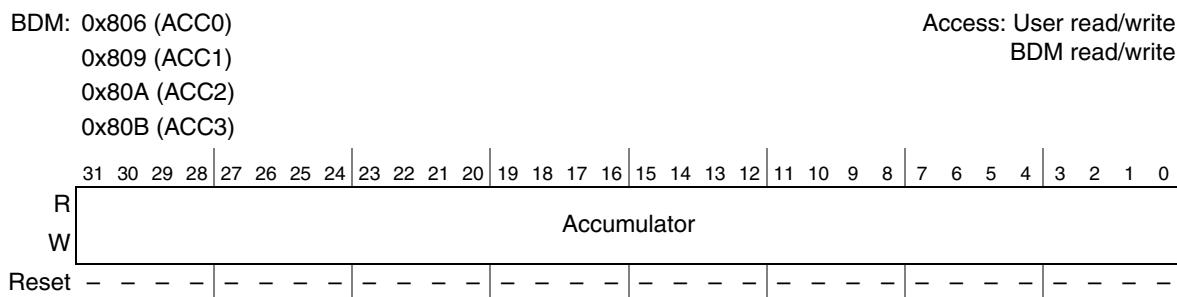 BDM: 0x806 (ACC0) Access: User read/write
0x809 (ACC1) BDM read/write
0x80A (ACC2)
0x80B (ACC3)
31 30 29 28 27 26 25 24 23 22 21 20 19 18 17 16 15 14 13 12 11 10 9 8 7 6 5 4 3 2 1 0
R
Accumulator
W
Reset – – – – – – – – – – – – – – – – – – – – – – – – – – – – – – – –